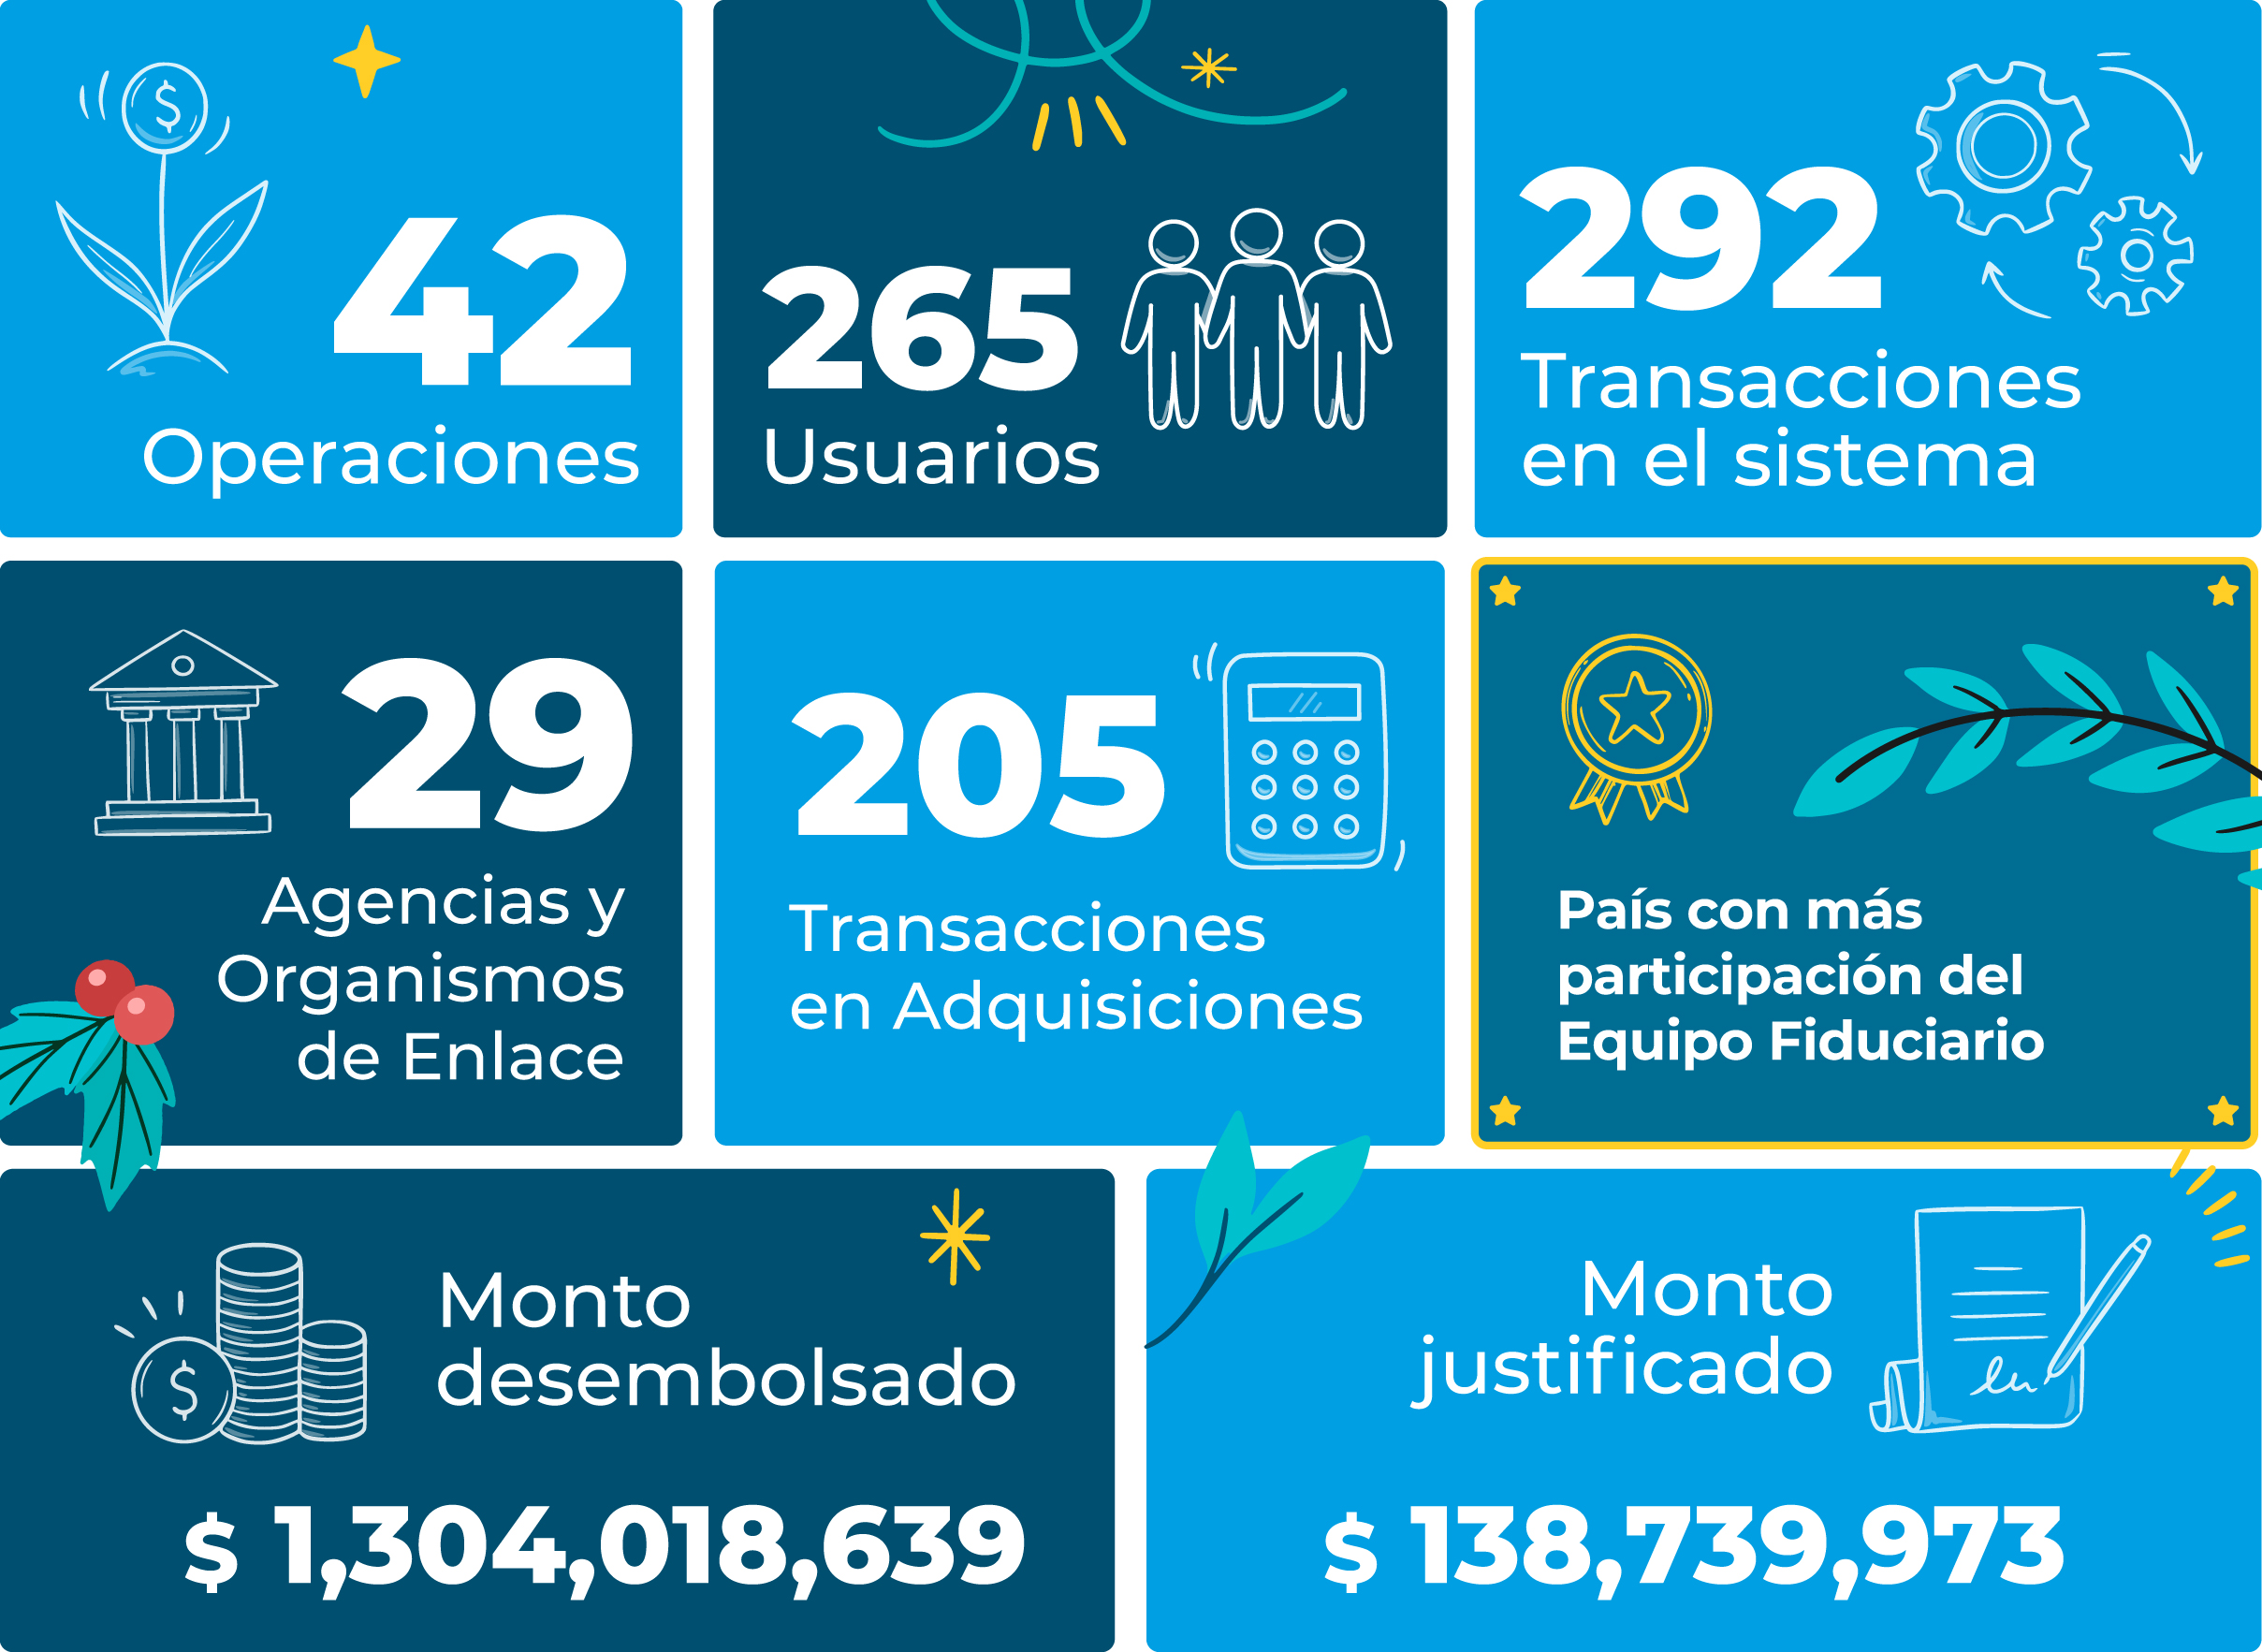 42
Operaciones
265
Usuarios
292
Transacciones
en el sistema
29
Agencias y
Organismos
de Enlace
205
Transacciones
en Adquisiciones
País con más
participación del
Equipo Fiduciario
Monto
desembolsado
$ 1,304,018,639
Monto
justificado
$ 138,739,973